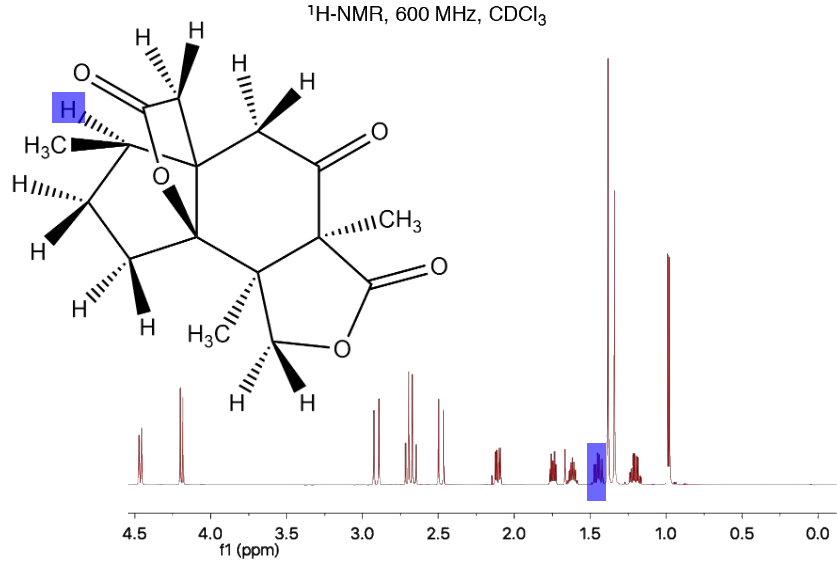 ¹H-NMR, 600 MHz, CDCl₃
H H
O H H
H O
H₃C
O
H CH₃
H
O
H H H₃C
O
H H
4.5 4.0 3.5 3.0 2.5 2.0 1.5 1.0 0.5 0.0
f1 (ppm)